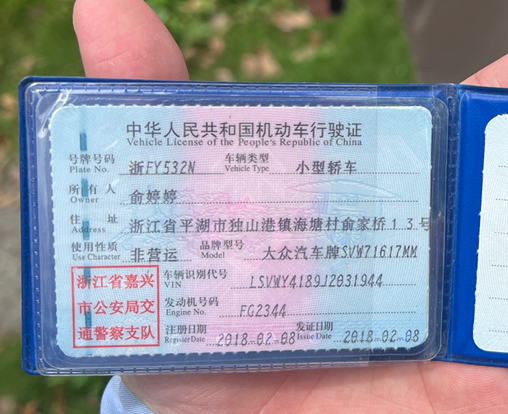 中华人民共和国机动车行驶证
Vehicle License of the People's Republic of China
号牌号码 Plate No. 浙FY532N 车辆类型 Vehicle Type 小型轿车
所有人 Owner 俞婷婷
住址 Address 浙江省平湖市独山港镇海塘村俞家桥13号
使用性质 Use Character 非营运 品牌型号 Model 大众汽车牌SVW71617MM
车辆识别代号 VIN LSVWY4189J2031944
发动机号码 Engine No. FG2344
注册日期 Register Date 2018-02-08 发证日期 Issue Date 2018-02-08
浙江省嘉兴
市公安局交
通警察支队